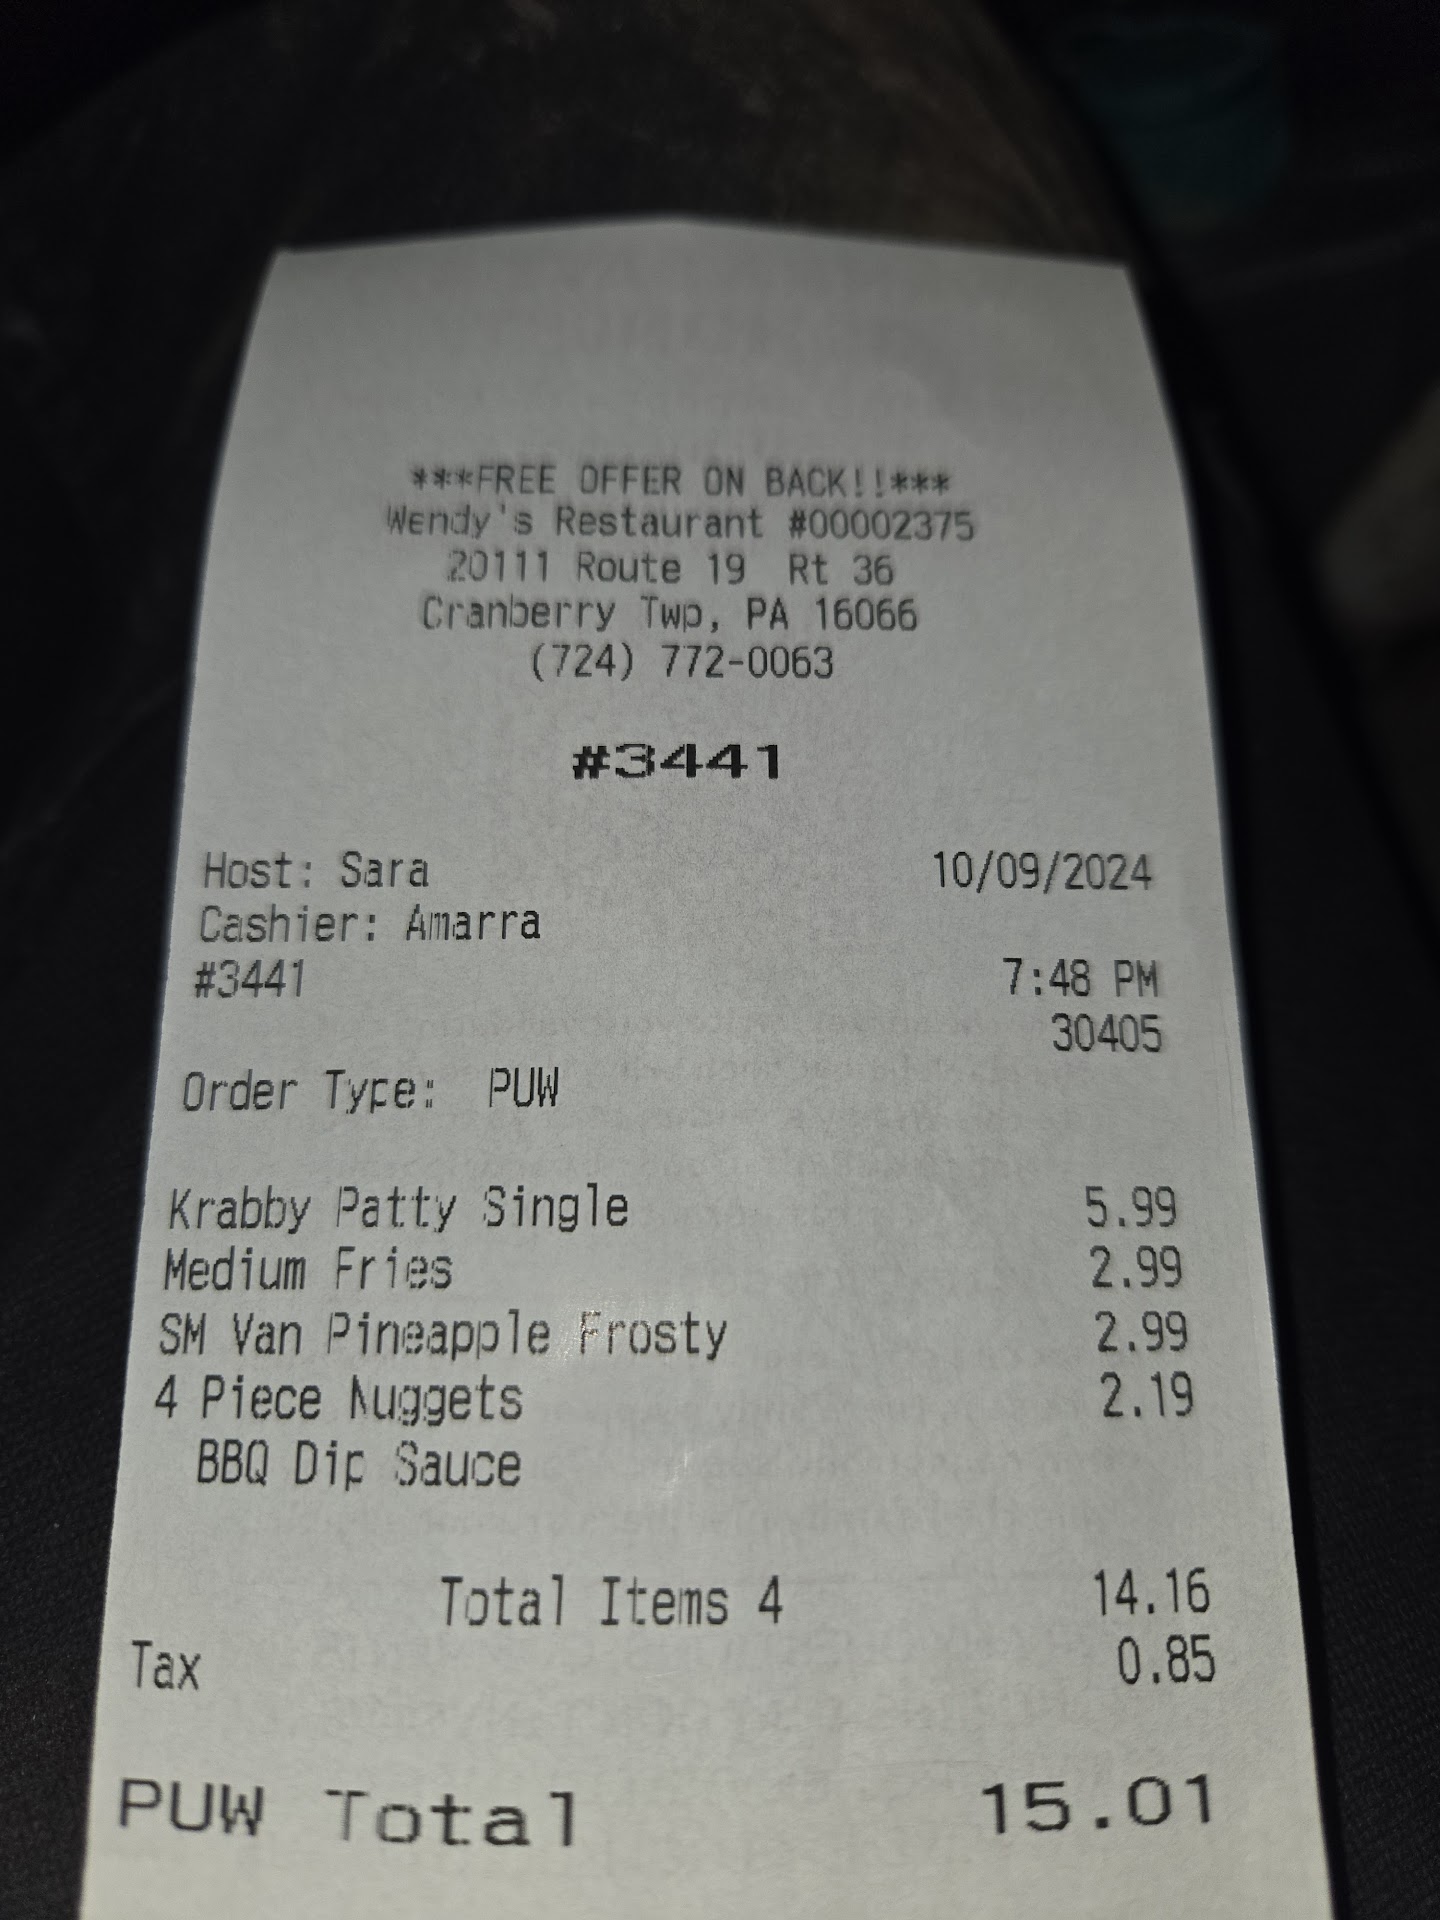 ***FREE OFFER ON BACK!!***
Wendy's Restaurant #00002375
20111 Route 19  Rt 36
Cranberry Twp, PA 16066
(724) 772-0063
#3441
Host: Sara 10/09/2024
Cashier: Amarra
#3441 7:48 PM
30405
Order Type:  PUW
Krabby Patty Single 5.99
Medium Fries 2.99
SM Van Pineapple Frosty 2.99
4 Piece Nuggets 2.19
BBQ Dip Sauce
Total Items 4 14.16
Tax 0.85
PUW Total 15.01